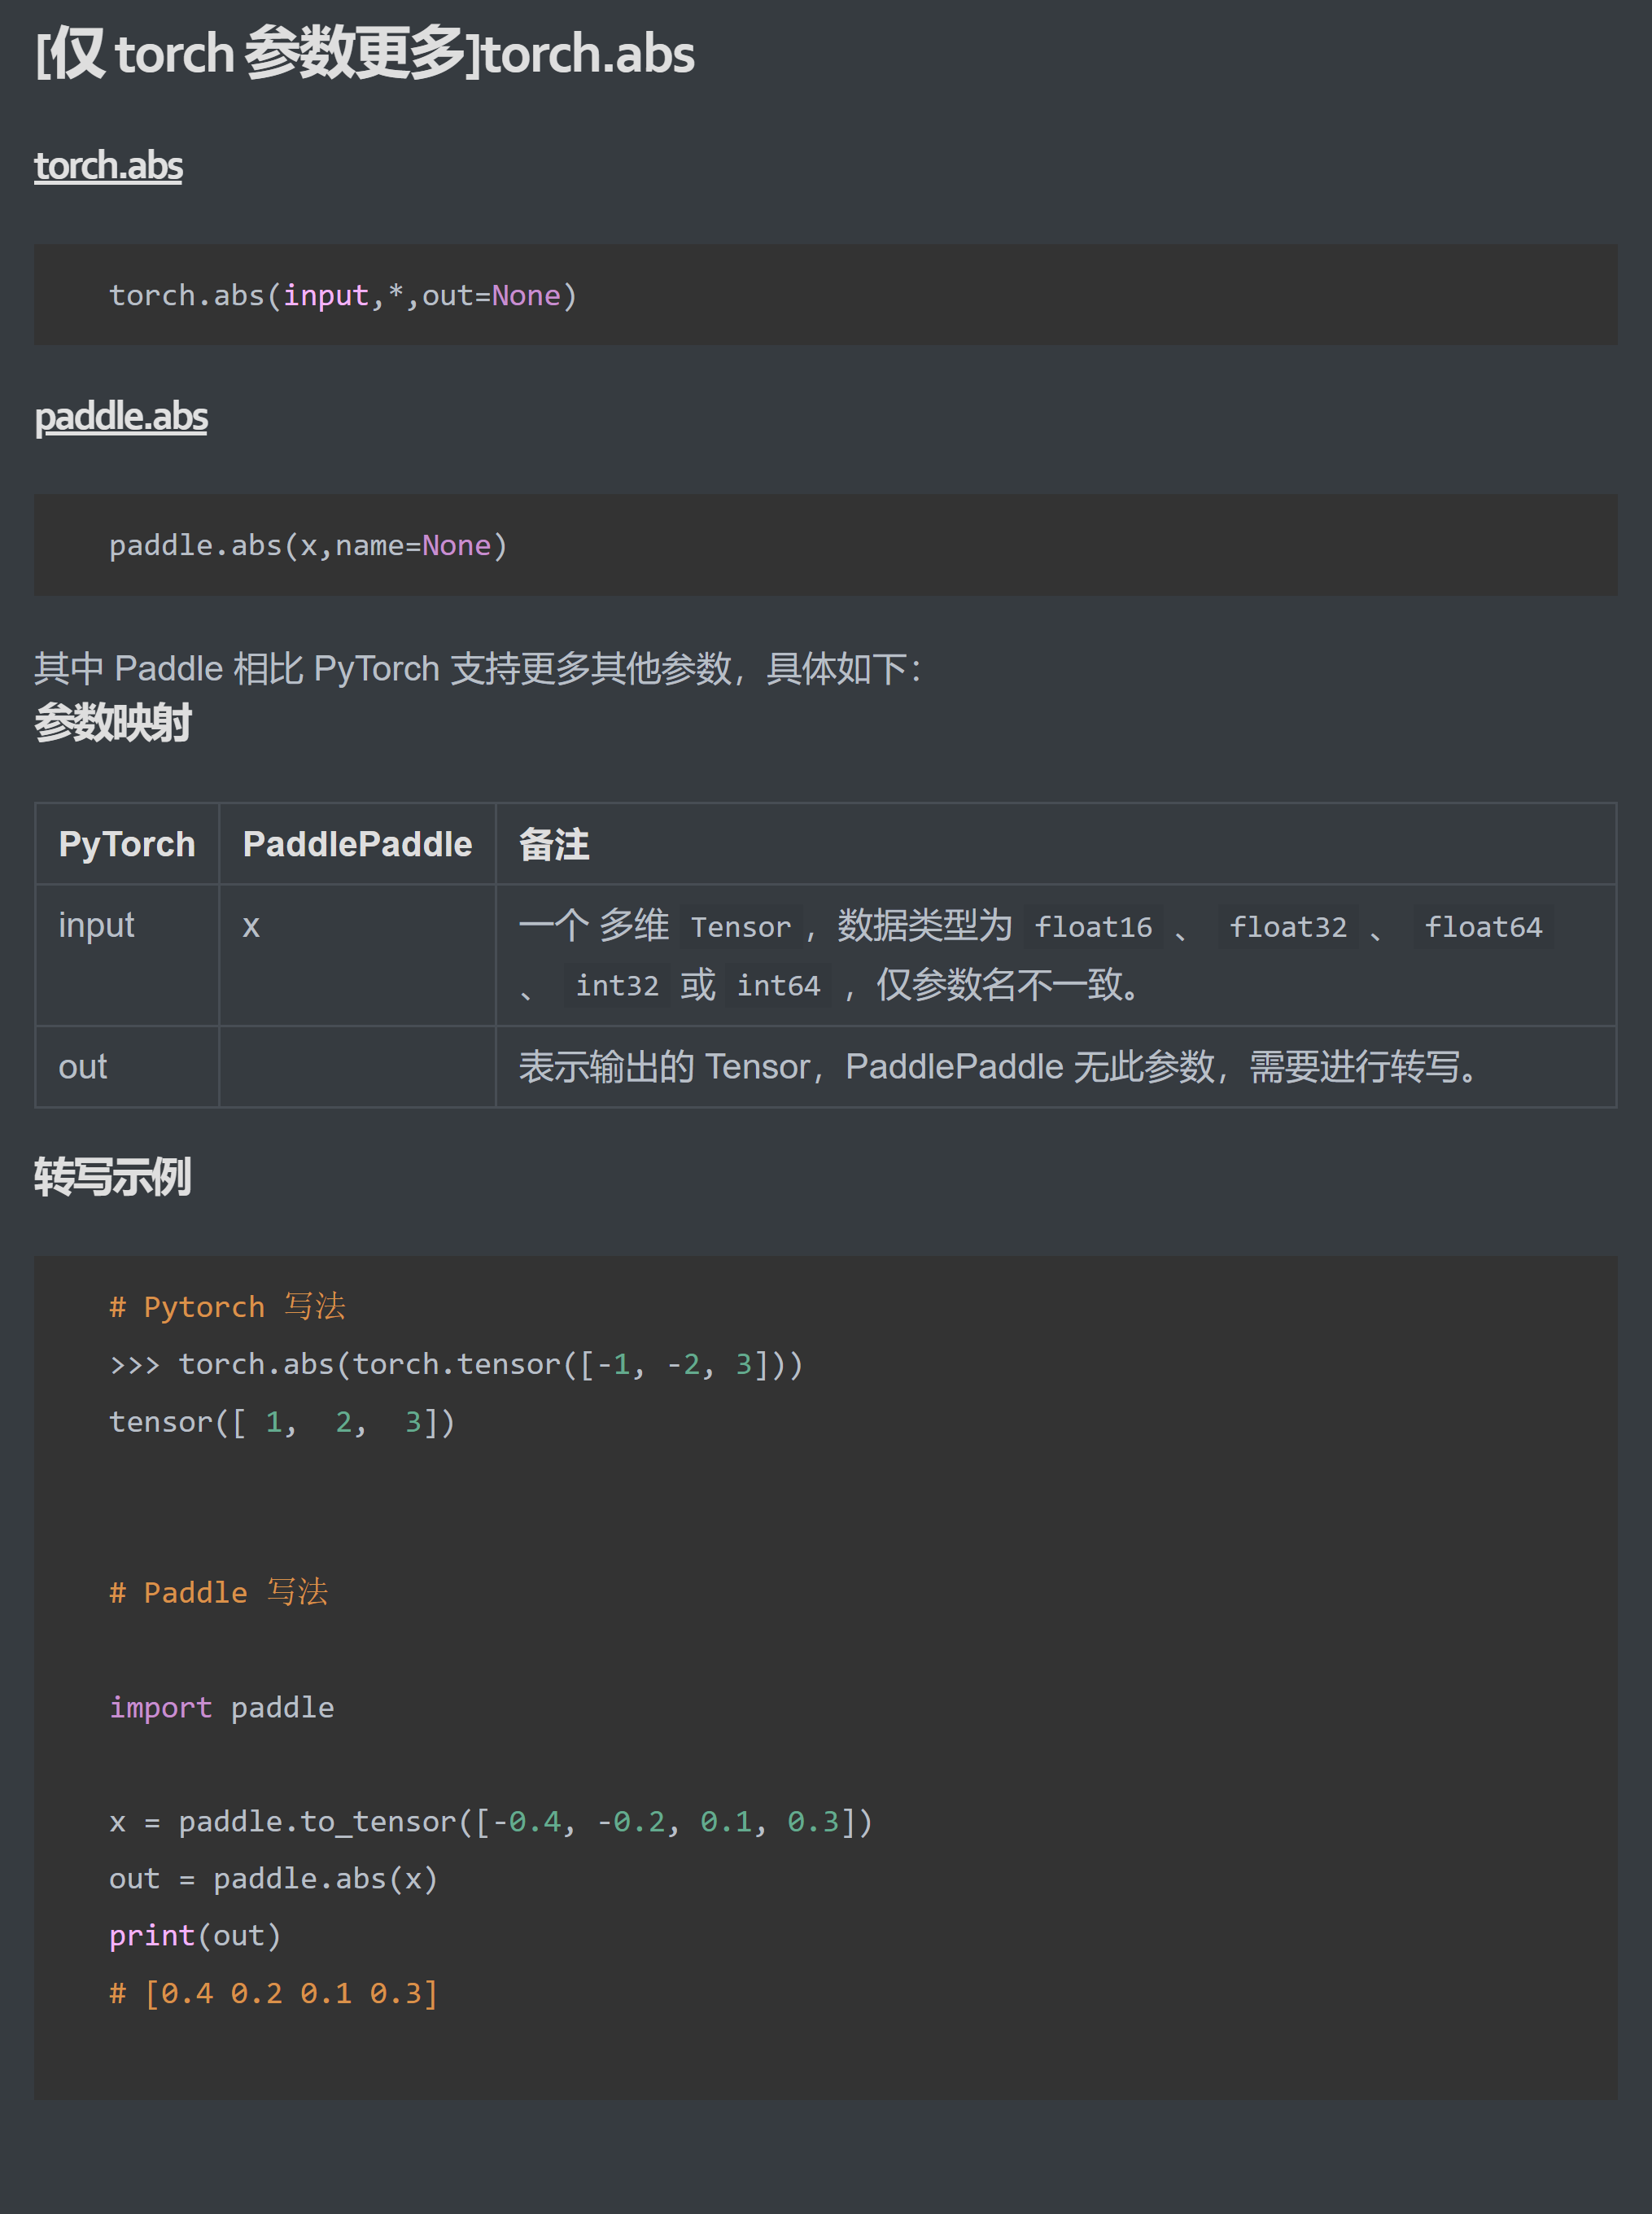 [仅 torch 参数更多]torch.abs
torch.abs
torch.abs(input,*,out=None)
paddle.abs
paddle.abs(x,name=None)
其中 Paddle 相比 PyTorch 支持更多其他参数，具体如下：
参数映射
PyTorch PaddlePaddle 备注
input x 一个 多维 Tensor，数据类型为 float16 、 float32 、 float64
、 int32 或 int64 ，仅参数名不一致。
out 表示输出的 Tensor，PaddlePaddle 无此参数，需要进行转写。
转写示例
# Pytorch 写法
>>> torch.abs(torch.tensor([-1, -2, 3]))
tensor([ 1,  2,  3])
# Paddle 写法
import paddle
x = paddle.to_tensor([-0.4, -0.2, 0.1, 0.3])
out = paddle.abs(x)
print(out)
# [0.4 0.2 0.1 0.3]